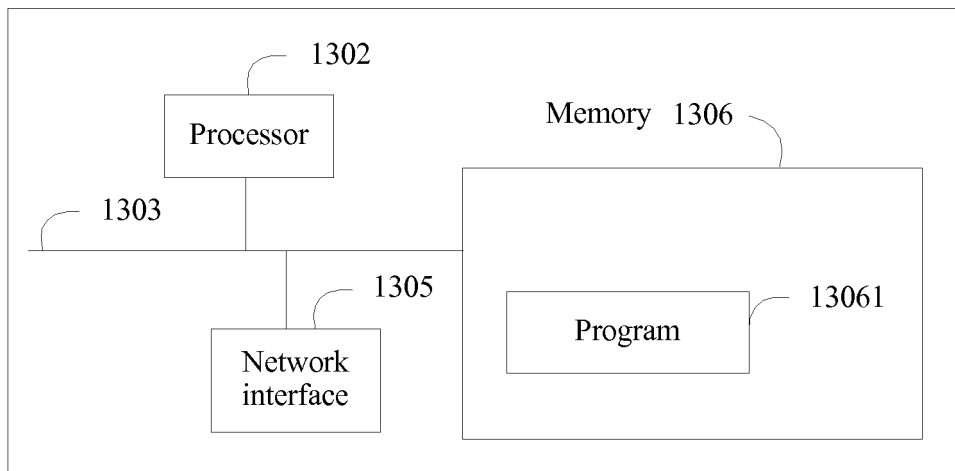 1302
Processor
Memory 1306
1303
1305
13061
Program
Network
interface